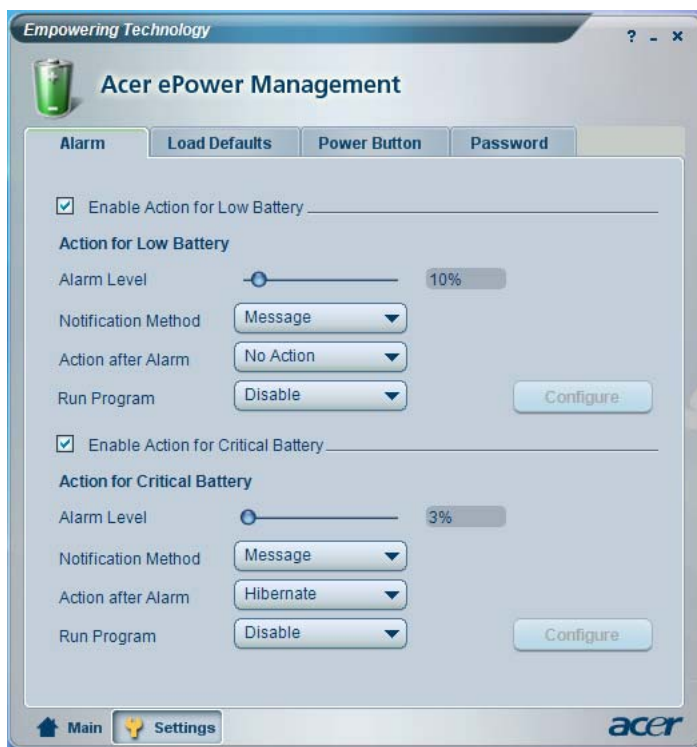 Empowering Technology
? - x
Acer ePower Management
Alarm Load Defaults Power Button Password
Enable Action for Low Battery
Action for Low Battery
Alarm Level 10%
Notification Method Message
Action after Alarm No Action
Run Program Disable Configure
Enable Action for Critical Battery
Action for Critical Battery
Alarm Level 3%
Notification Method Message
Action after Alarm Hibernate
Run Program Disable Configure
Main Settings acer